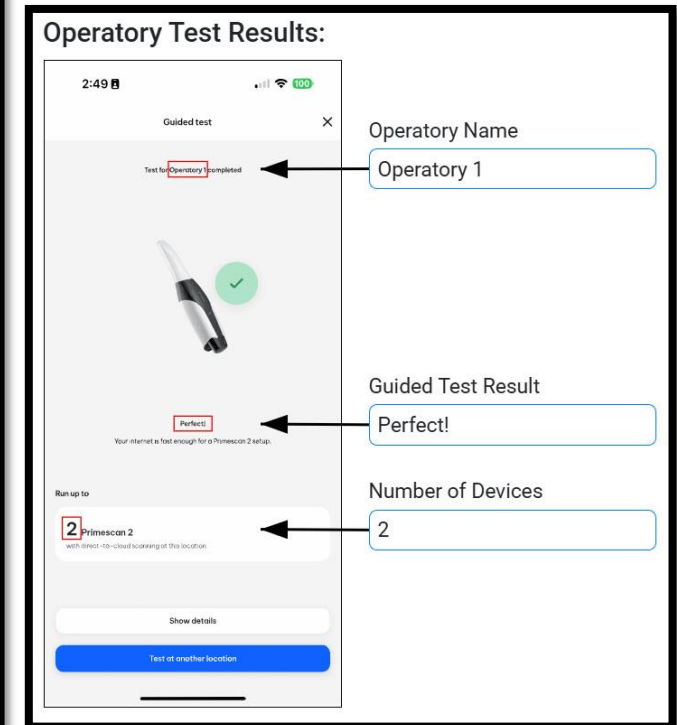 Operatory Test Results:
2:49
100
Guided test
Test for Operatory 1 completed
Operatory Name
Operatory 1
Perfect!
Your internet is fast enough for a Primescan 2 setup.
Guided Test Result
Perfect!
Run up to
2 Primescan 2
with direct-to-cloud scanning at this location
Number of Devices
2
Show details
Test at another location